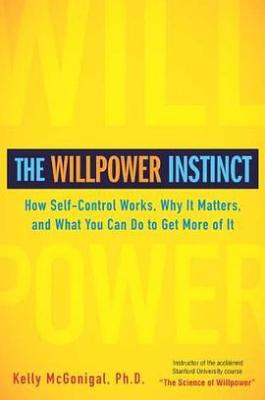 WILL
THE WILLPOWER INSTINCT
How Self-Control Works, Why It Matters,
and What You Can Do to Get More of It
POWER
Instructor of the acclaimed
Stanford University course
Kelly McGonigal, Ph.D. "The Science of Willpower"